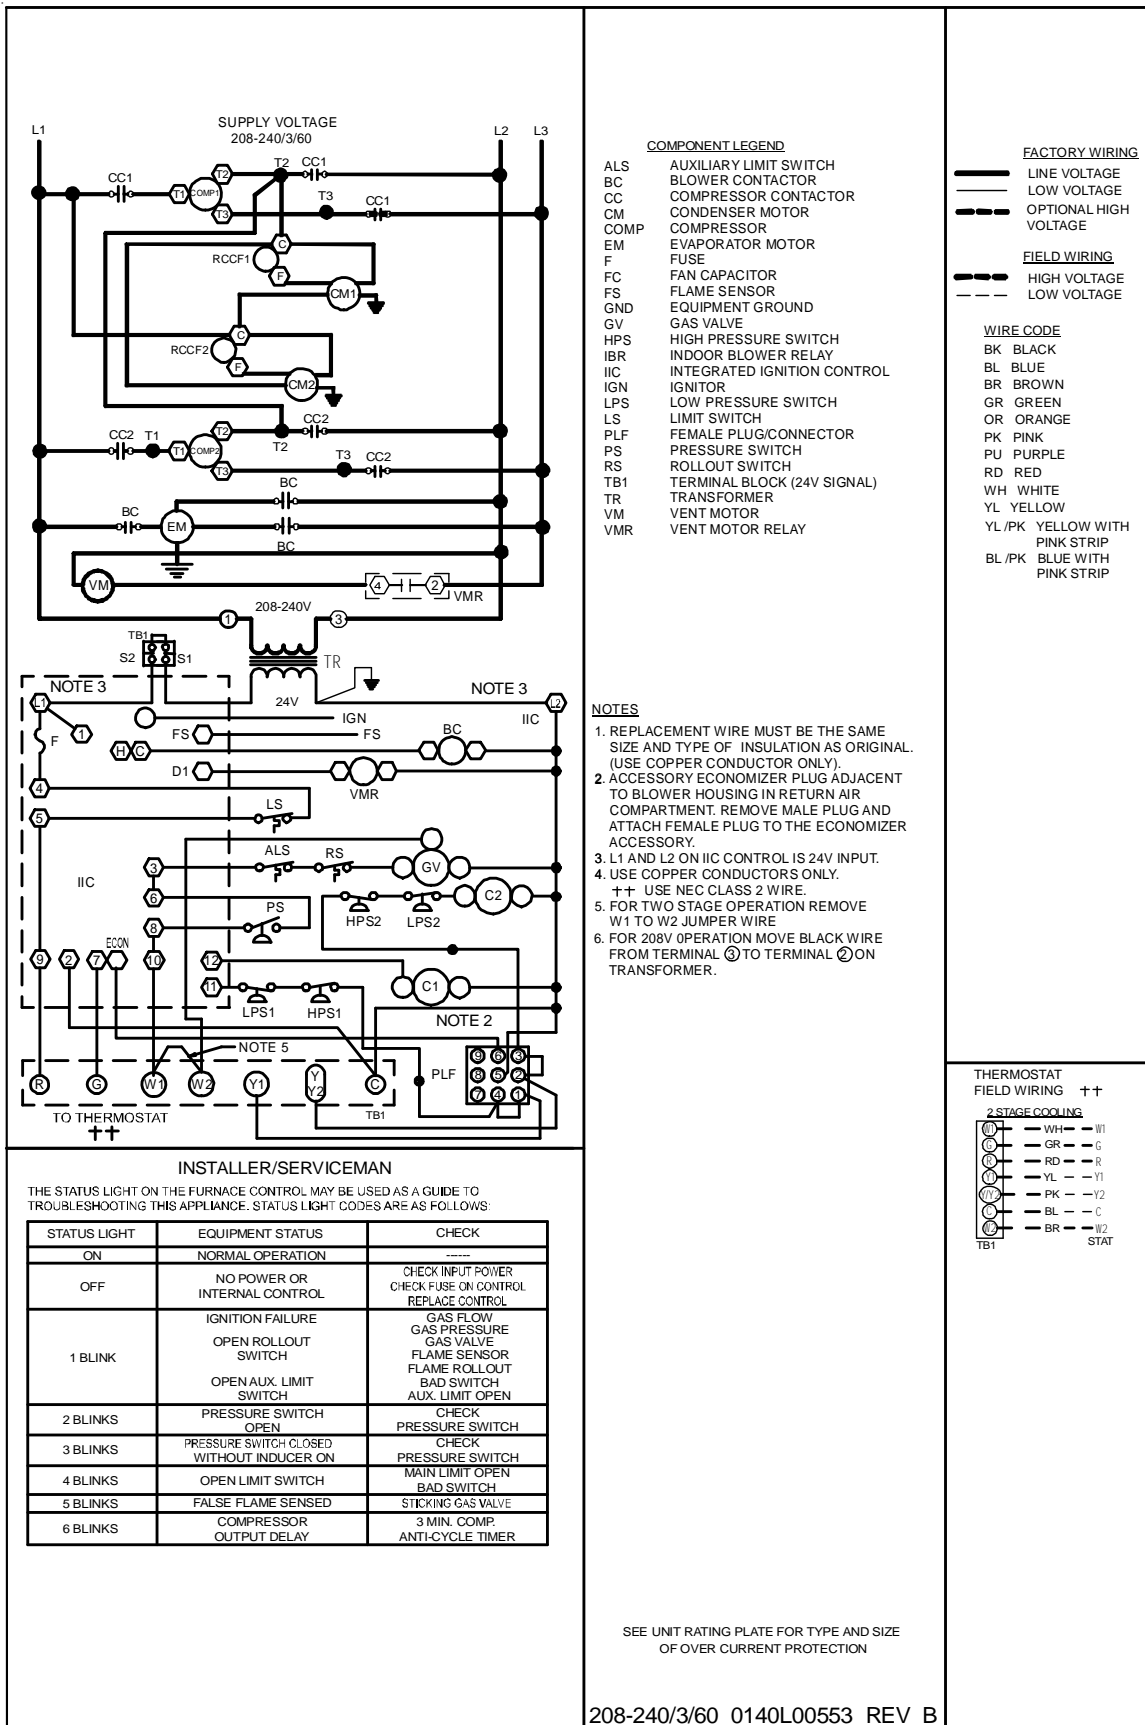 SUPPLY VOLTAGE
208-240/3/60
L1
L2
L3
T2
CC1
CC1
T1
COMP1
T2
T3
T3
CC1
C
RCCF1
F
CM1
C
RCCF2
F
CM2
CC2
T1
T1
COMP2
T2
T3
T2
CC2
T3
CC2
BC
BC
EM
BC
VM
4
2
VMR
208-240V
1
3
TB1
S2
S1
TR
24V
NOTE 3
NOTE 3
L1
L2
IIC
1
F
IGN
FS
FS
BC
H
C
D1
VMR
4
5
LS
IIC
3
ALS
RS
GV
6
HPS2
LPS2
C2
PS
8
ECON
9
2
7
10
12
11
LPS1
HPS1
C1
NOTE 2
NOTE 5
PLF
9
6
3
8
5
2
7
4
1
R
G
W1
W2
Y1
Y
Y2
C
TB1
TO THERMOSTAT
††
INSTALLER/SERVICEMAN
THE STATUS LIGHT ON THE FURNACE CONTROL MAY BE USED AS A GUIDE TO
TROUBLESHOOTING THIS APPLIANCE. STATUS LIGHT CODES ARE AS FOLLOWS:
STATUS LIGHT EQUIPMENT STATUS CHECK
ON NORMAL OPERATION ------
OFF
NO POWER OR
INTERNAL CONTROL
CHECK INPUT POWER
CHECK FUSE ON CONTROL
REPLACE CONTROL
1 BLINK
IGNITION FAILURE
OPEN ROLLOUT
SWITCH
OPEN AUX. LIMIT
SWITCH
GAS FLOW
GAS PRESSURE
GAS VALVE
FLAME SENSOR
FLAME ROLLOUT
BAD SWITCH
AUX. LIMIT OPEN
2 BLINKS
PRESSURE SWITCH
OPEN
CHECK
PRESSURE SWITCH
3 BLINKS
PRESSURE SWITCH CLOSED
WITHOUT INDUCER ON
CHECK
PRESSURE SWITCH
4 BLINKS
OPEN LIMIT SWITCH
MAIN LIMIT OPEN
BAD SWITCH
5 BLINKS FALSE FLAME SENSED STICKING GAS VALVE
6 BLINKS
COMPRESSOR
OUTPUT DELAY
3 MIN. COMP.
ANTI-CYCLE TIMER
COMPONENT LEGEND
ALS AUXILIARY LIMIT SWITCH
BC BLOWER CONTACTOR
CC COMPRESSOR CONTACTOR
CM CONDENSER MOTOR
COMP COMPRESSOR
EM EVAPORATOR MOTOR
F FUSE
FC FAN CAPACITOR
FS FLAME SENSOR
GND EQUIPMENT GROUND
GV GAS VALVE
HPS HIGH PRESSURE SWITCH
IBR INDOOR BLOWER RELAY
IIC INTEGRATED IGNITION CONTROL
IGN IGNITOR
LPS LOW PRESSURE SWITCH
LS LIMIT SWITCH
PLF FEMALE PLUG/CONNECTOR
PS PRESSURE SWITCH
RS ROLLOUT SWITCH
TB1 TERMINAL BLOCK (24V SIGNAL)
TR TRANSFORMER
VM VENT MOTOR
VMR VENT MOTOR RELAY
NOTES
1. REPLACEMENT WIRE MUST BE THE SAME
SIZE AND TYPE OF INSULATION AS ORIGINAL.
(USE COPPER CONDUCTOR ONLY).
2. ACCESSORY ECONOMIZER PLUG ADJACENT
TO BLOWER HOUSING IN RETURN AIR
COMPARTMENT. REMOVE MALE PLUG AND
ATTACH FEMALE PLUG TO THE ECONOMIZER
ACCESSORY.
3. L1 AND L2 ON IIC CONTROL IS 24V INPUT.
4. USE COPPER CONDUCTORS ONLY.
†† USE NEC CLASS 2 WIRE.
5. FOR TWO STAGE OPERATION REMOVE
W1 TO W2 JUMPER WIRE
6. FOR 208V OPERATION MOVE BLACK WIRE
FROM TERMINAL ③ TO TERMINAL ② ON
TRANSFORMER.
SEE UNIT RATING PLATE FOR TYPE AND SIZE
OF OVER CURRENT PROTECTION
208-240/3/60 0140L00553 REV B
FACTORY WIRING
LINE VOLTAGE
LOW VOLTAGE
OPTIONAL HIGH
VOLTAGE
FIELD WIRING
HIGH VOLTAGE
LOW VOLTAGE
WIRE CODE
BK BLACK
BL BLUE
BR BROWN
GR GREEN
OR ORANGE
PK PINK
PU PURPLE
RD RED
WH WHITE
YL YELLOW
YL/PK YELLOW WITH
PINK STRIP
BL/PK BLUE WITH
PINK STRIP
THERMOSTAT
FIELD WIRING ††
2 STAGE COOLING
W1 WH W1
G GR G
R RD R
Y1 YL Y1
Y/Y2 PK Y2
C BL C
W2 BR W2
TB1 STAT